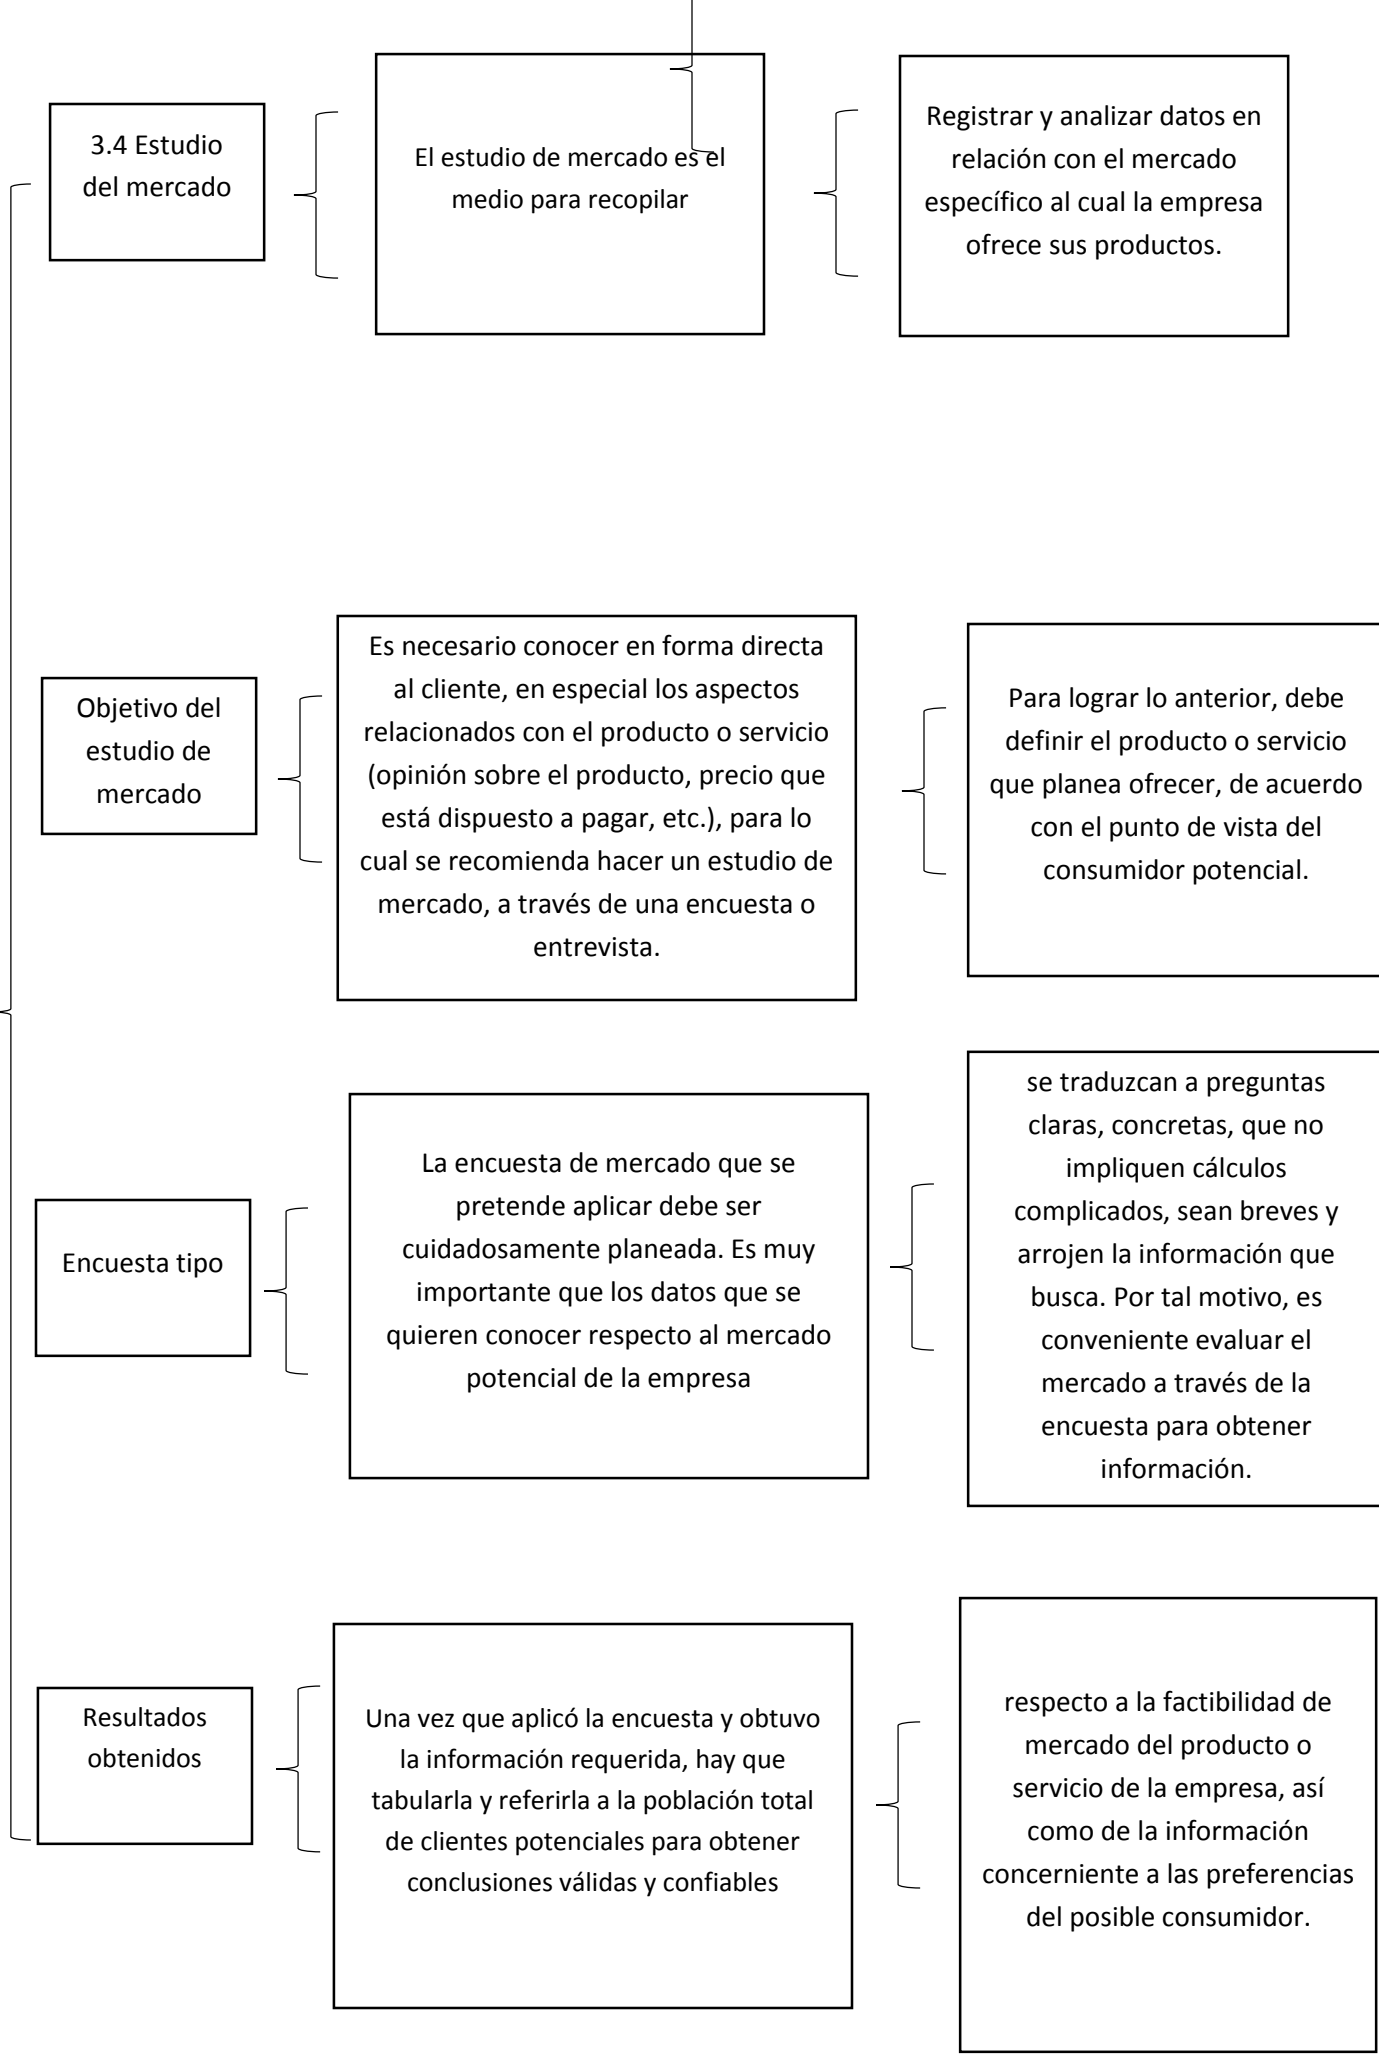 3.4 Estudio
del mercado
El estudio de mercado es el
medio para recopilar
Registrar y analizar datos en
relación con el mercado
específico al cual la empresa
ofrece sus productos.
Objetivo del
estudio de
mercado
Es necesario conocer en forma directa
al cliente, en especial los aspectos
relacionados con el producto o servicio
(opinión sobre el producto, precio que
está dispuesto a pagar, etc.), para lo
cual se recomienda hacer un estudio de
mercado, a través de una encuesta o
entrevista.
Para lograr lo anterior, debe
definir el producto o servicio
que planea ofrecer, de acuerdo
con el punto de vista del
consumidor potencial.
Encuesta tipo
La encuesta de mercado que se
pretende aplicar debe ser
cuidadosamente planeada. Es muy
importante que los datos que se
quieren conocer respecto al mercado
potencial de la empresa
se traduzcan a preguntas
claras, concretas, que no
impliquen cálculos
complicados, sean breves y
arrojen la información que
busca. Por tal motivo, es
conveniente evaluar el
mercado a través de la
encuesta para obtener
información.
Resultados
obtenidos
Una vez que aplicó la encuesta y obtuvo
la información requerida, hay que
tabularla y referirla a la población total
de clientes potenciales para obtener
conclusiones válidas y confiables
respecto a la factibilidad de
mercado del producto o
servicio de la empresa, así
como de la información
concerniente a las preferencias
del posible consumidor.